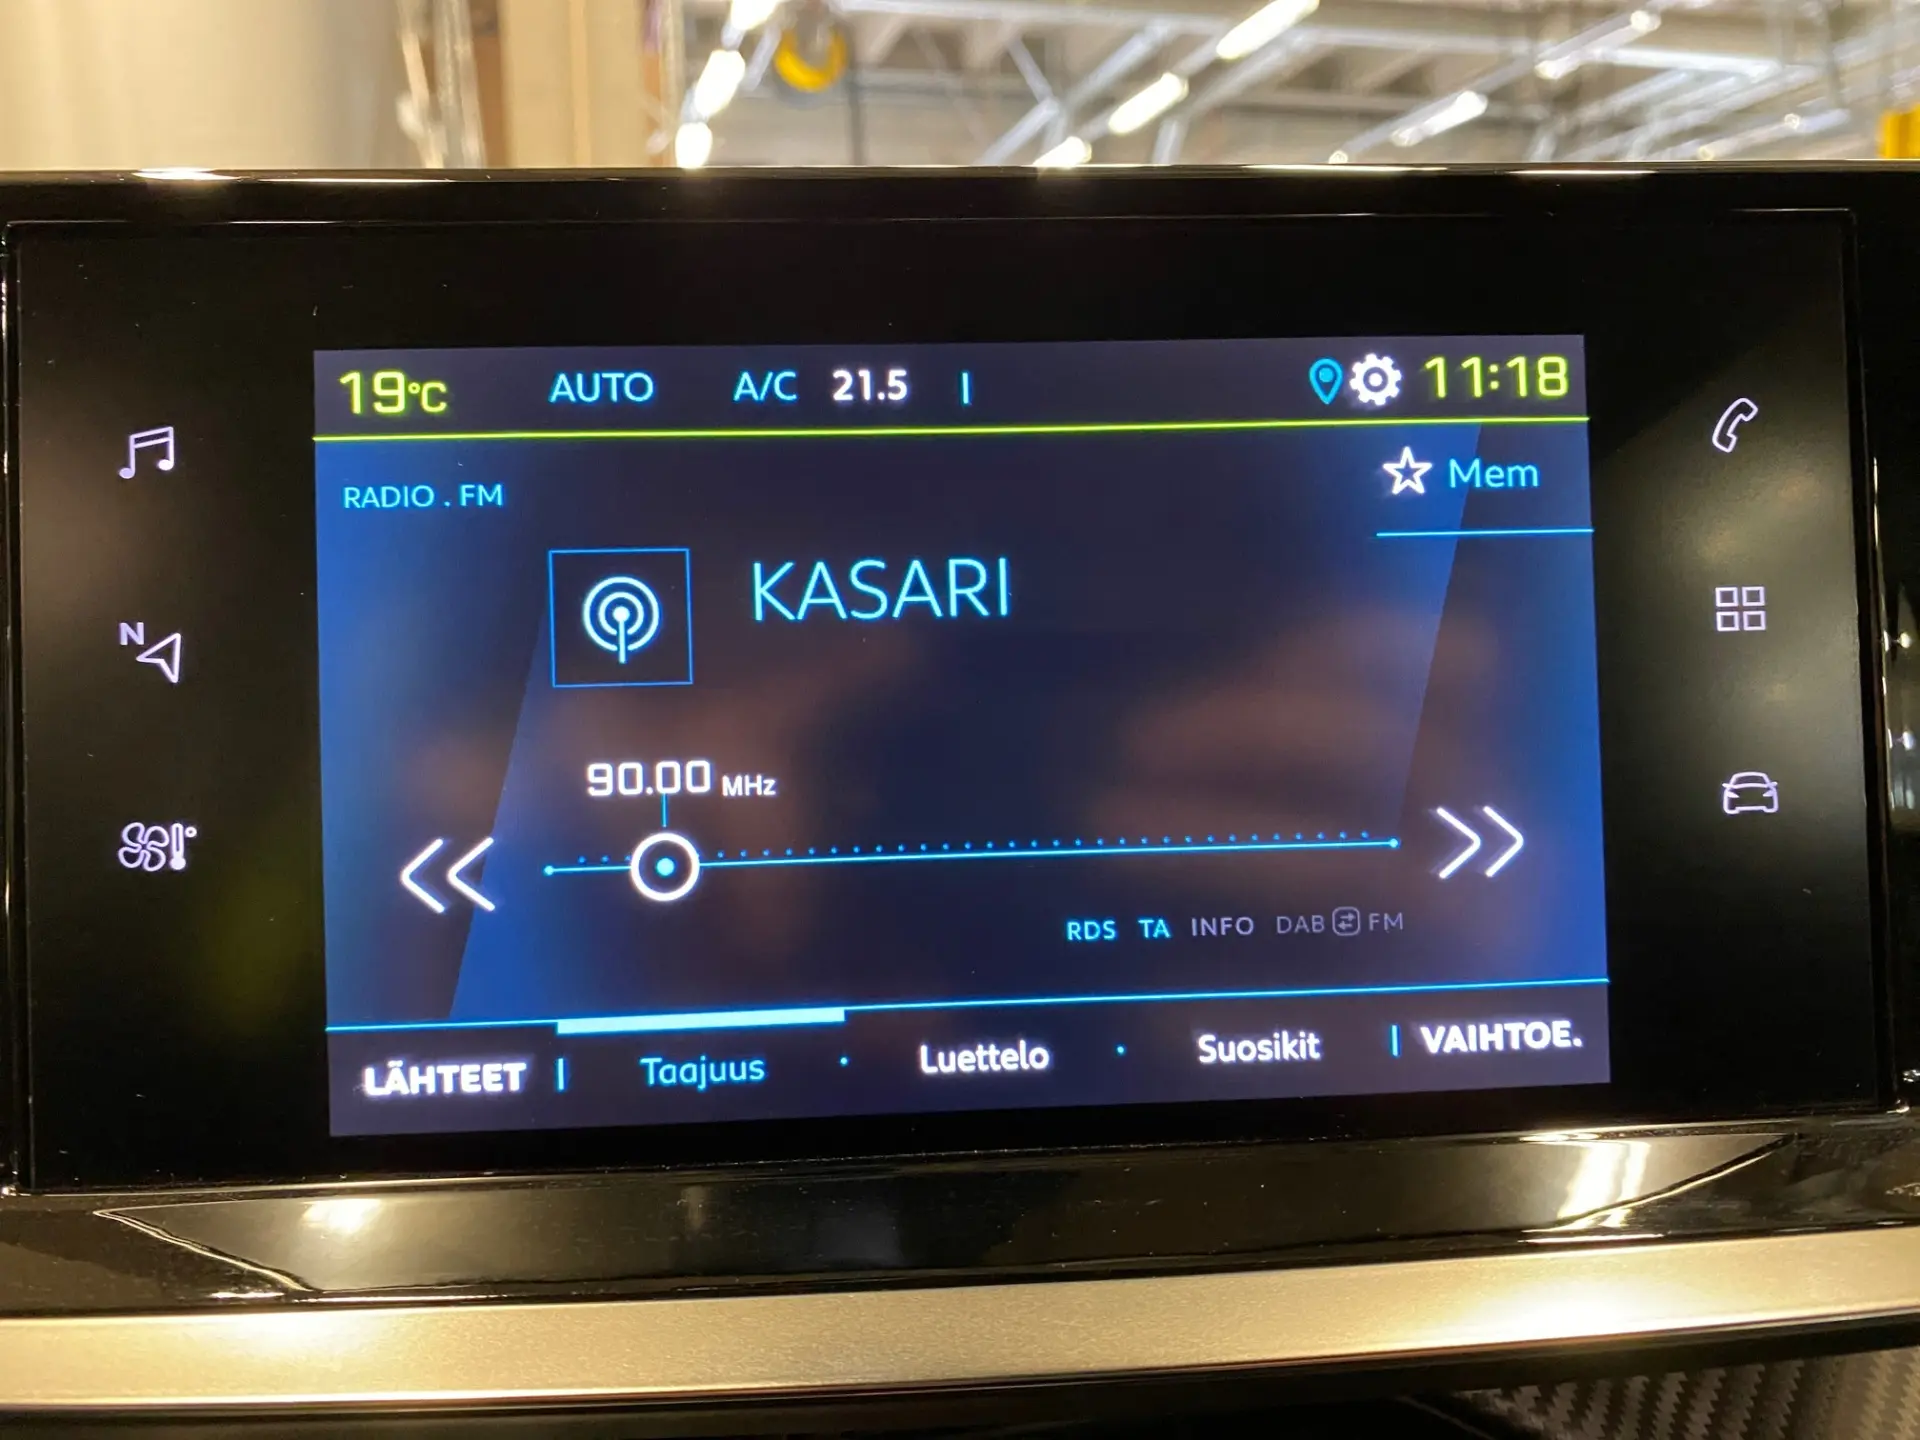 19°C AUTO A/C 21.5 11:18
RADIO . FM
Mem
KASARI
N
90.00 MHz
RDS TA INFO DAB FM
LÄHTEET Taajuus Luettelo Suosikit VAIHTOE.